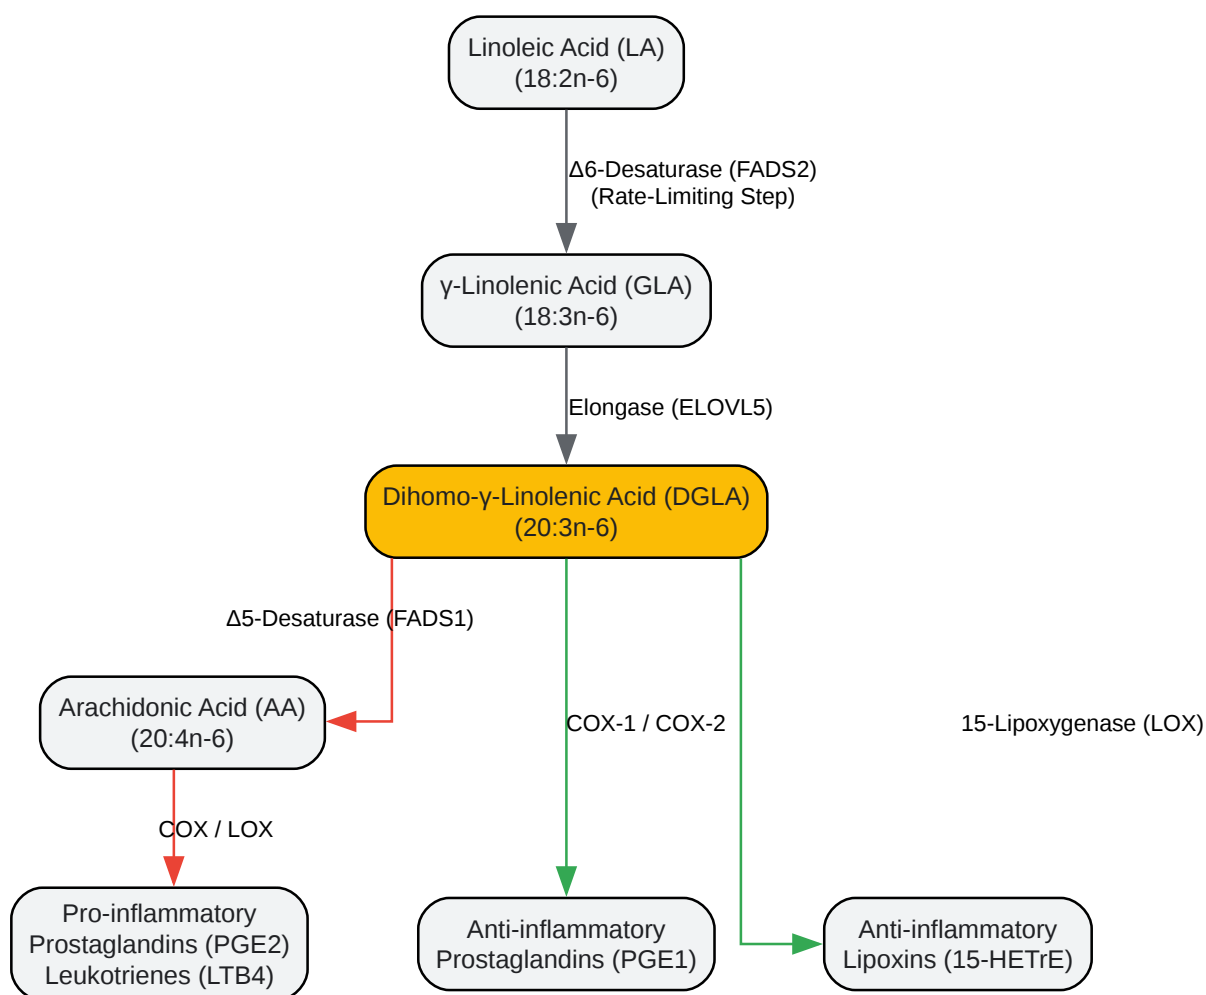 Linoleic Acid (LA)
(18:2n-6)
Δ6-Desaturase (FADS2)
(Rate-Limiting Step)
γ-Linolenic Acid (GLA)
(18:3n-6)
Elongase (ELOVL5)
Dihomo-γ-Linolenic Acid (DGLA)
(20:3n-6)
Δ5-Desaturase (FADS1)
Arachidonic Acid (AA)
(20:4n-6)
COX-1 / COX-2
15-Lipoxygenase (LOX)
COX / LOX
Pro-inflammatory
Prostaglandins (PGE2)
Leukotrienes (LTB4)
Anti-inflammatory
Prostaglandins (PGE1)
Anti-inflammatory
Lipoxins (15-HETrE)